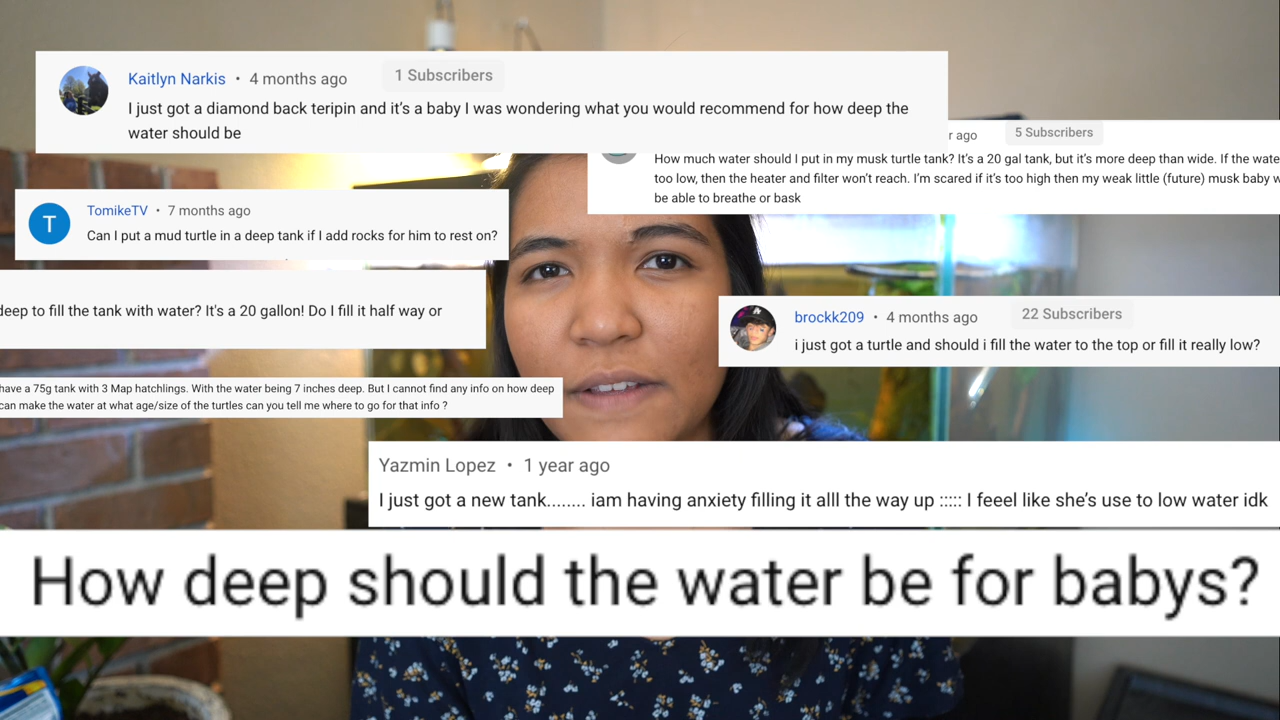 Kaitlyn Narkis • 4 months ago 1 Subscribers
I just got a diamond back teripin and it's a baby I was wondering what you would recommend for how deep the
water should be
ago 5 Subscribers
How much water should I put in my musk turtle tank? It's a 20 gal tank, but it's more deep than wide. If the wate
too low, then the heater and filter won't reach. I'm scared if it's too high then my weak little (future) musk baby w
be able to breathe or bask
T
TomikeTV • 7 months ago
Can I put a mud turtle in a deep tank if I add rocks for him to rest on?
deep to fill the tank with water? It's a 20 gallon! Do I fill it half way or
brockk209 • 4 months ago 22 Subscribers
i just got a turtle and should i fill the water to the top or fill it really low?
have a 75g tank with 3 Map hatchlings. With the water being 7 inches deep. But I cannot find any info on how deep
can make the water at what age/size of the turtles can you tell me where to go for that info ?
Yazmin Lopez • 1 year ago
I just got a new tank........ iam having anxiety filling it alll the way up ::::: I feeel like she's use to low water idk
How deep should the water be for babys?